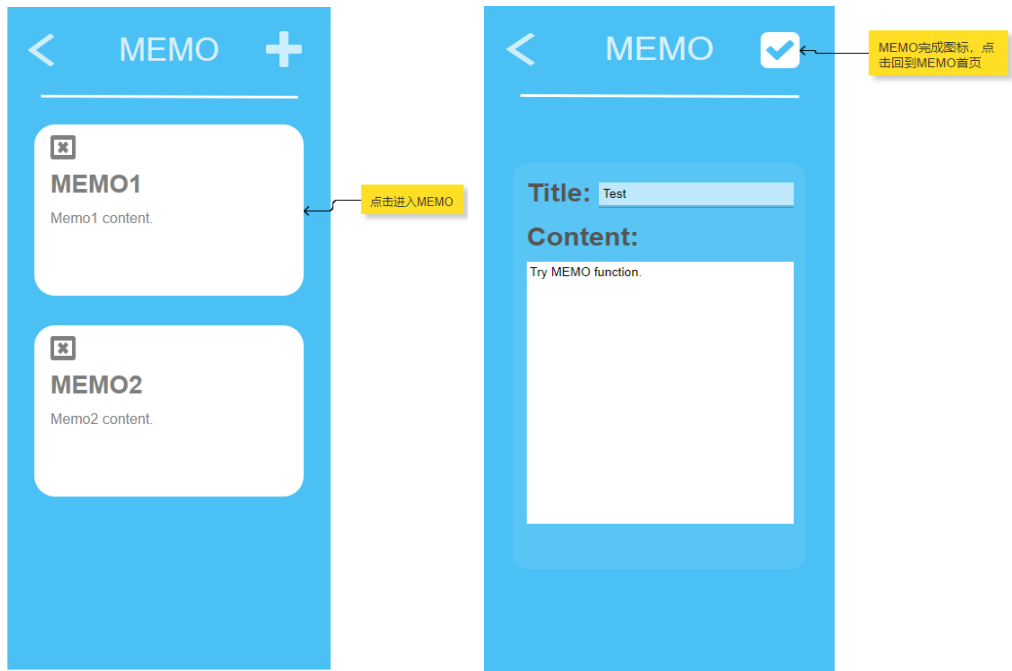 MEMO
MEMO1
Memo1 content.
MEMO2
Memo2 content.
点击进入MEMO
MEMO
Title: Test
Content:
Try MEMO function.
MEMO完成图标，点
击回到MEMO首页